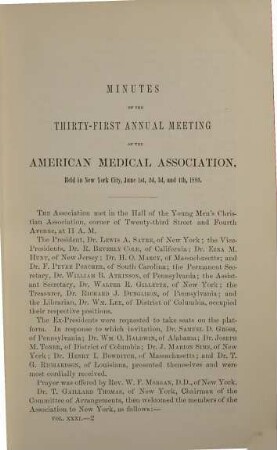 MINUTES
OF THE
THIRTY-FIRST ANNUAL MEETING
OF THE
AMERICAN MEDICAL ASSOCIATION,
Held in New York City, June 1st, 2d, 3d, and 4th, 1880.
The Association met in the Hall of the Young Men's Chris-
tian Association, corner of Twenty-third Street and Fourth
Avenue, at 11 A. M.
The President, Dr. Lewis A. Sayre, of New York; the Vice-
Presidents, Dr. R. Beverly Cole, of California; Dr. Ezra M.
Hunt, of New Jersey; Dr. H. O. Marcy, of Massachusetts; and
Dr. F. Peyre Porcher, of South Carolina; the Permanent Secre-
tary, Dr. William B. Atkinson, of Pennsylvania; the Assist-
ant Secretary, Dr. Walter R. Gillette, of New York; the
Treasurer, Dr. Richard J. Dunglison, of Pennsylvania; and
the Librarian, Dr. Wm. Lee, of District of Columbia, occupied
their respective positions.
The Ex-Presidents were requested to take seats on the plat-
form. In response to which invitation, Dr. Samuel D. Gross, of
Pennsylvania; Dr. Wm O. Baldwin, of Alabama; Dr. Joseph
M. Toner, of District of Columbia; Dr. J. Marion Sims, of New
York; Dr. Henry I. Bowditch, of Massachusetts; and Dr. T.
G. Richardson, of Louisiana, presented themselves and were
most cordially received.
Prayer was offered by Rev. W. F. Morgan, D.D., of New York.
Dr. T. Gaillard Thomas, of New York, Chairman of the
Committee of Arrangements, then welcomed the members of the
Association to New York, as follows:—
VOL. XXXI.—2